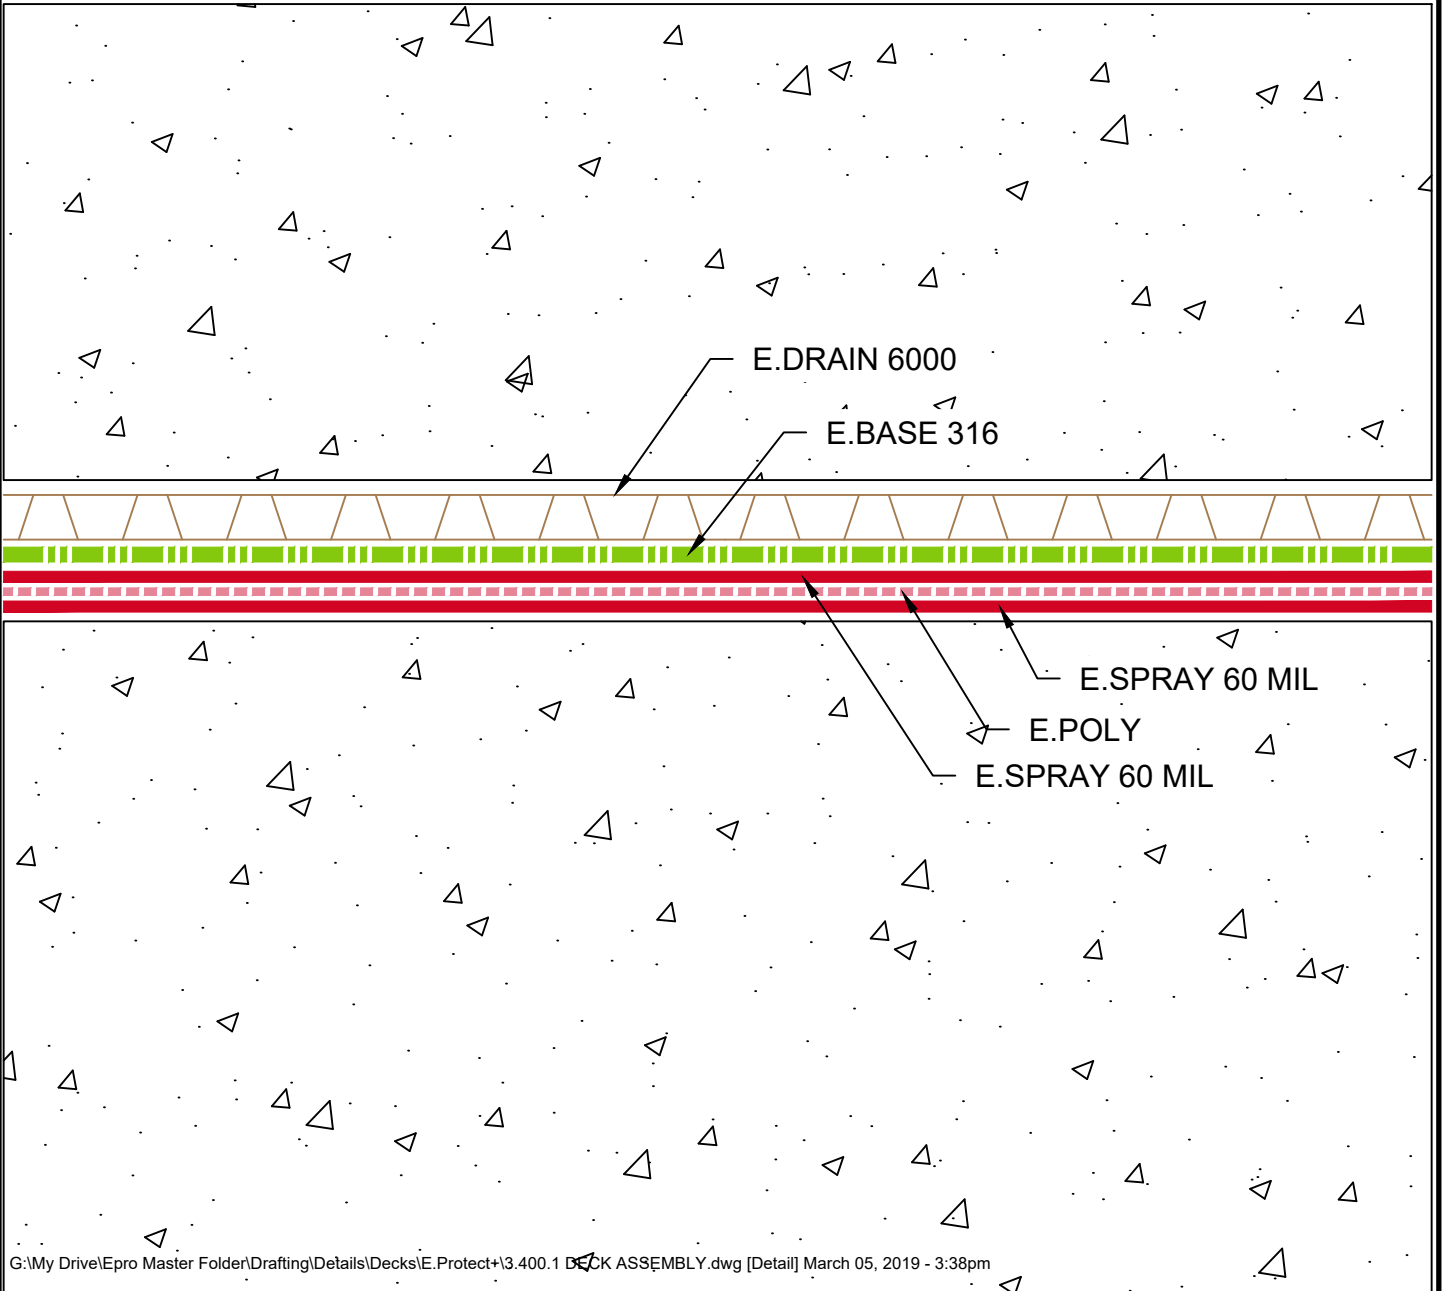 E.DRAIN 6000
E.BASE 316
E.SPRAY 60 MIL
E.POLY
E.SPRAY 60 MIL
G:\My Drive\Epro Master Folder\Drafting\Details\Decks\E.Protect+\3.400.1 DECK ASSEMBLY.dwg [Detail] March 05, 2019 - 3:38pm